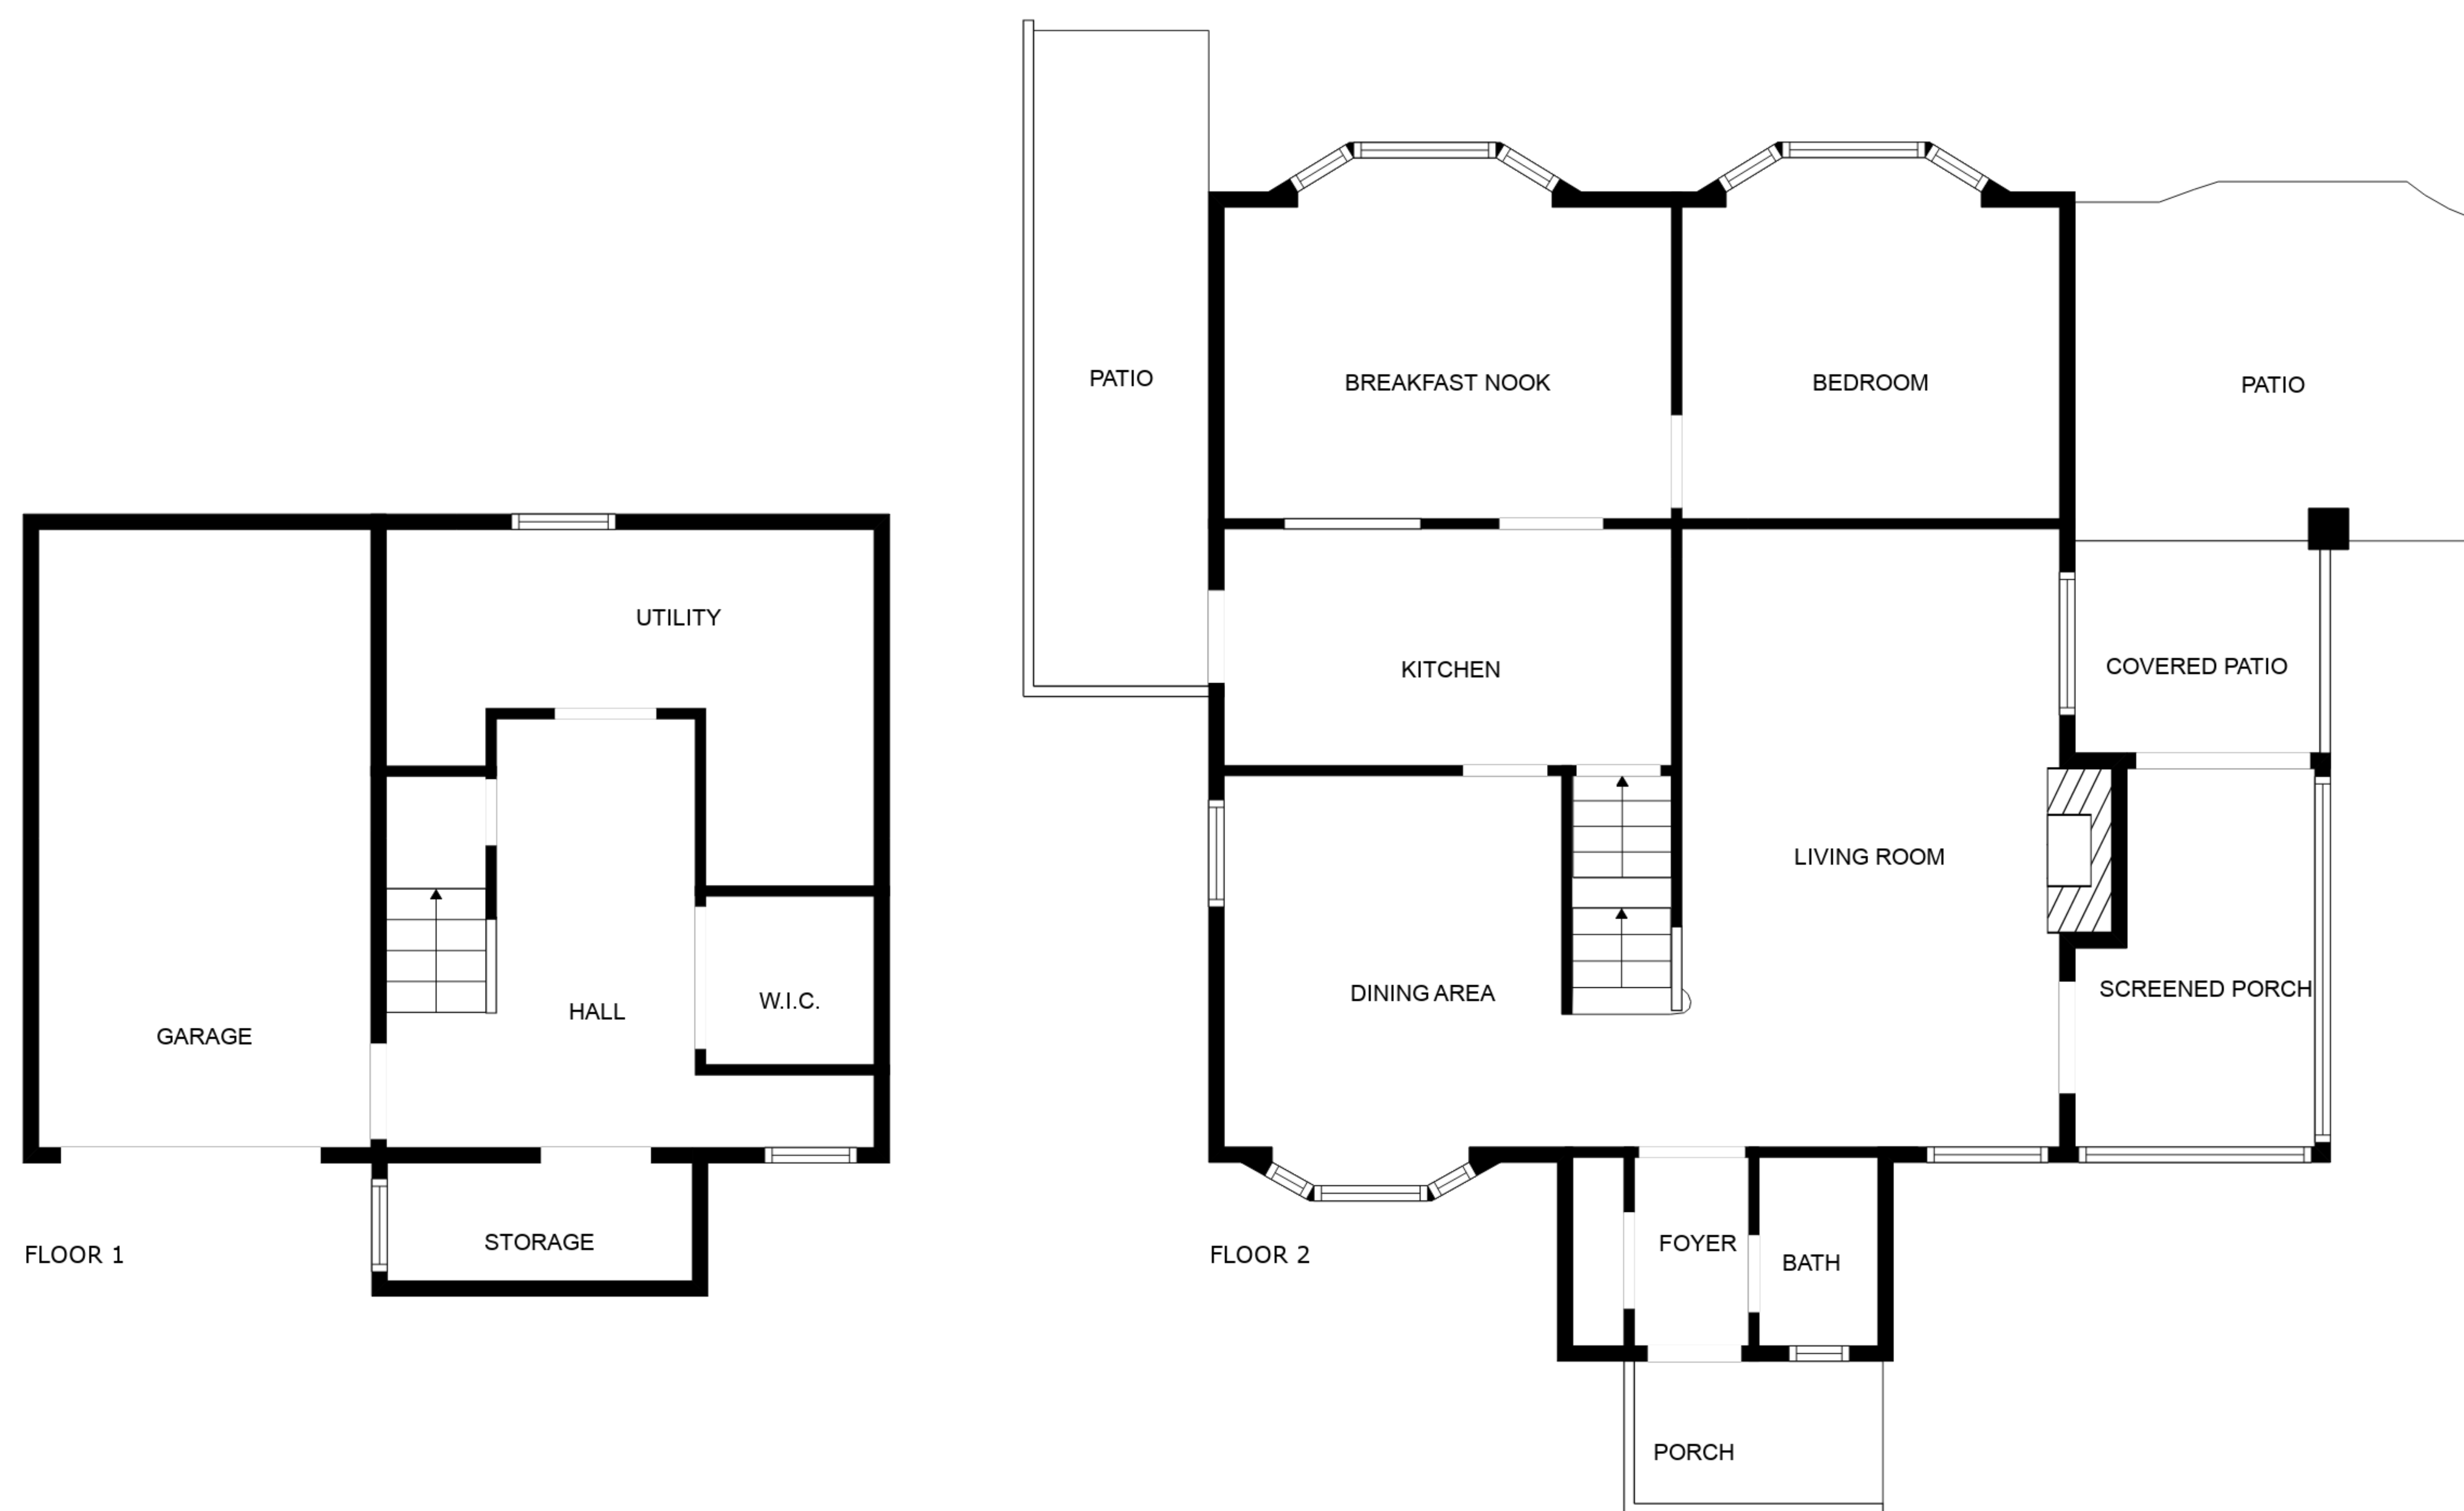 UTILITY
W.I.C.
HALL
GARAGE
STORAGE
FLOOR 1
PATIO
BREAKFAST NOOK
BEDROOM
PATIO
KITCHEN
COVERED PATIO
LIVING ROOM
DINING AREA
SCREENED PORCH
FOYER
BATH
FLOOR 2
PORCH